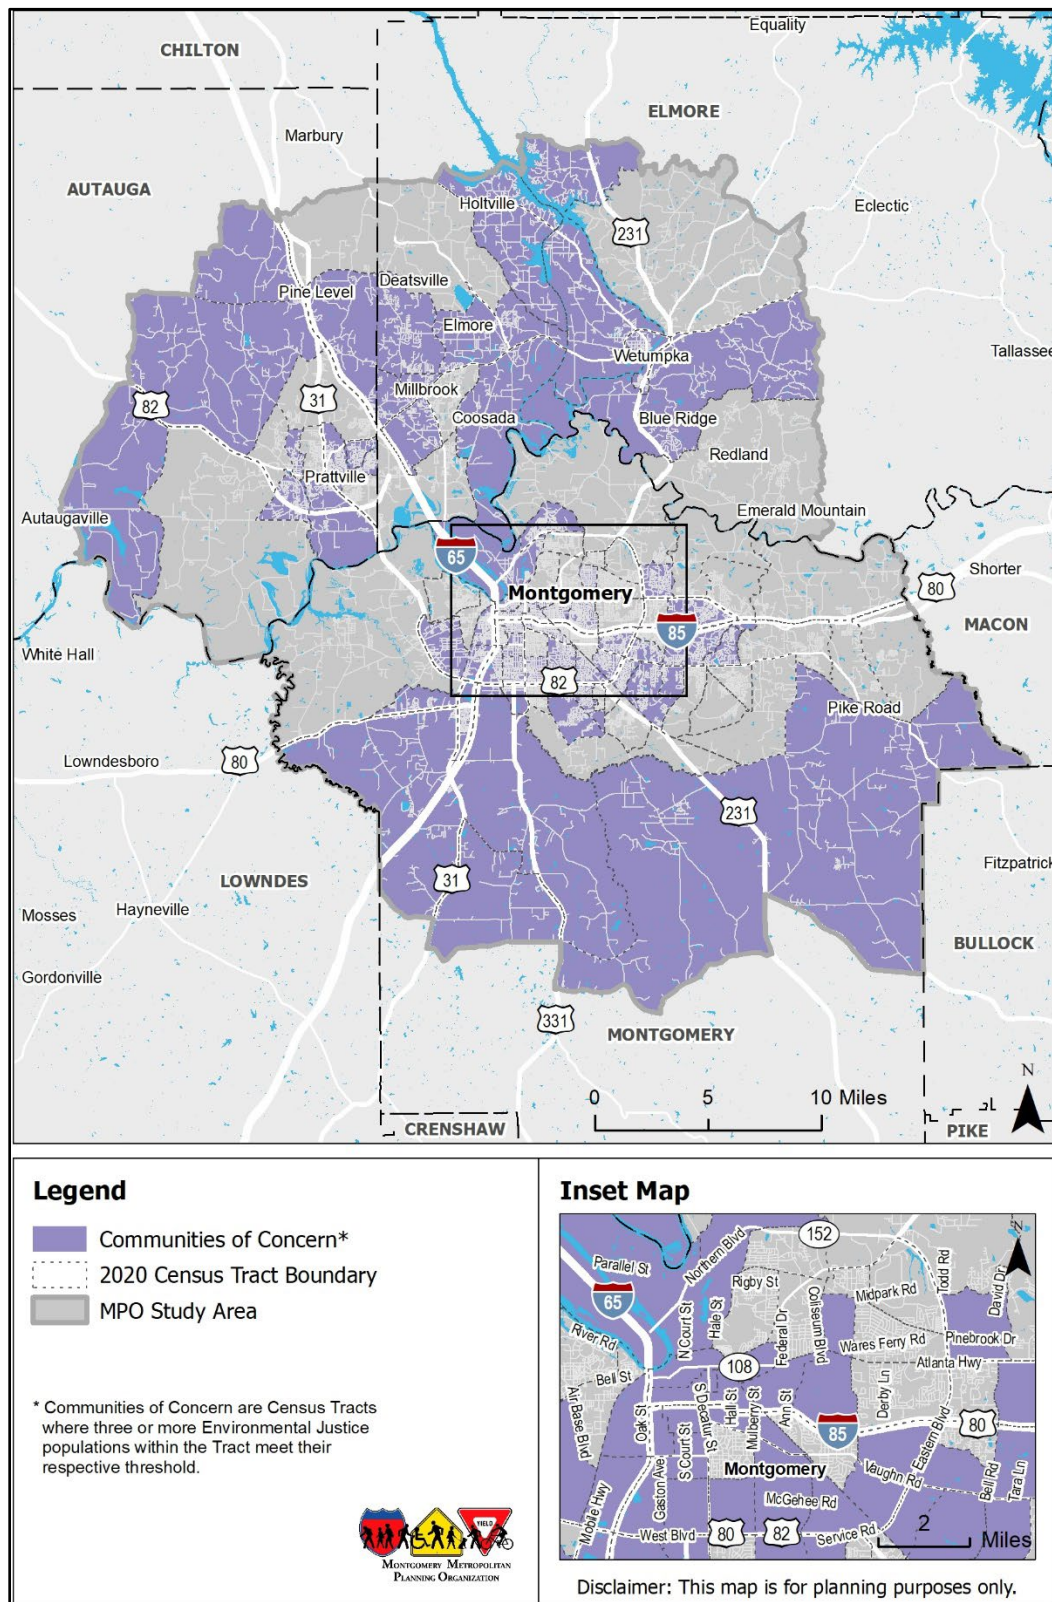 Equality
CHILTON
ELMORE
Marbury
AUTAUGA
Holtville
Eclectic
231
Deatsville
Pine Level
Elmore
Tallassee
Wetumpka
82
31
Millbrook
Coosada
Blue Ridge
Redland
Prattville
Autaugaville
Emerald Mountain
65
Shorter
80
Montgomery
MACON
85
White Hall
82
Pike Road
Lowndesboro
80
231
Fitzpatrick
31
LOWNDES
Hayneville
Mosses
BULLOCK
Gordonville
331
MONTGOMERY
N
0 5 10 Miles
CRENSHAW
PIKE
Legend
Communities of Concern*
2020 Census Tract Boundary
MPO Study Area
* Communities of Concern are Census Tracts
where three or more Environmental Justice
populations within the Tract meet their
respective threshold.
YIELD
MONTGOMERY METROPOLITAN
PLANNING ORGANIZATION
Inset Map
152
N
Northern Blvd
Parallel St
Todd Rd
David Dr
Rigby St
Midpark Rd
65
N Court St
Hale St
Federal Dr
Coliseum Blvd
River Rd
Wares Ferry Rd
Pinebrook Dr
Atlanta Hwy
Bell St
108
Air Base Blvd
Oak St
S Decatur St
Hall St
Mulberry St
Ann St
Derby Ln
80
85
Eastern Blvd
S Court St
Gaston Ave
Montgomery
Vaughn Rd
Bell Rd
Tara Ln
Mobile Hwy
McGehee Rd
West Blvd
80
82
Service Rd
2
Miles
Disclaimer: This map is for planning purposes only.